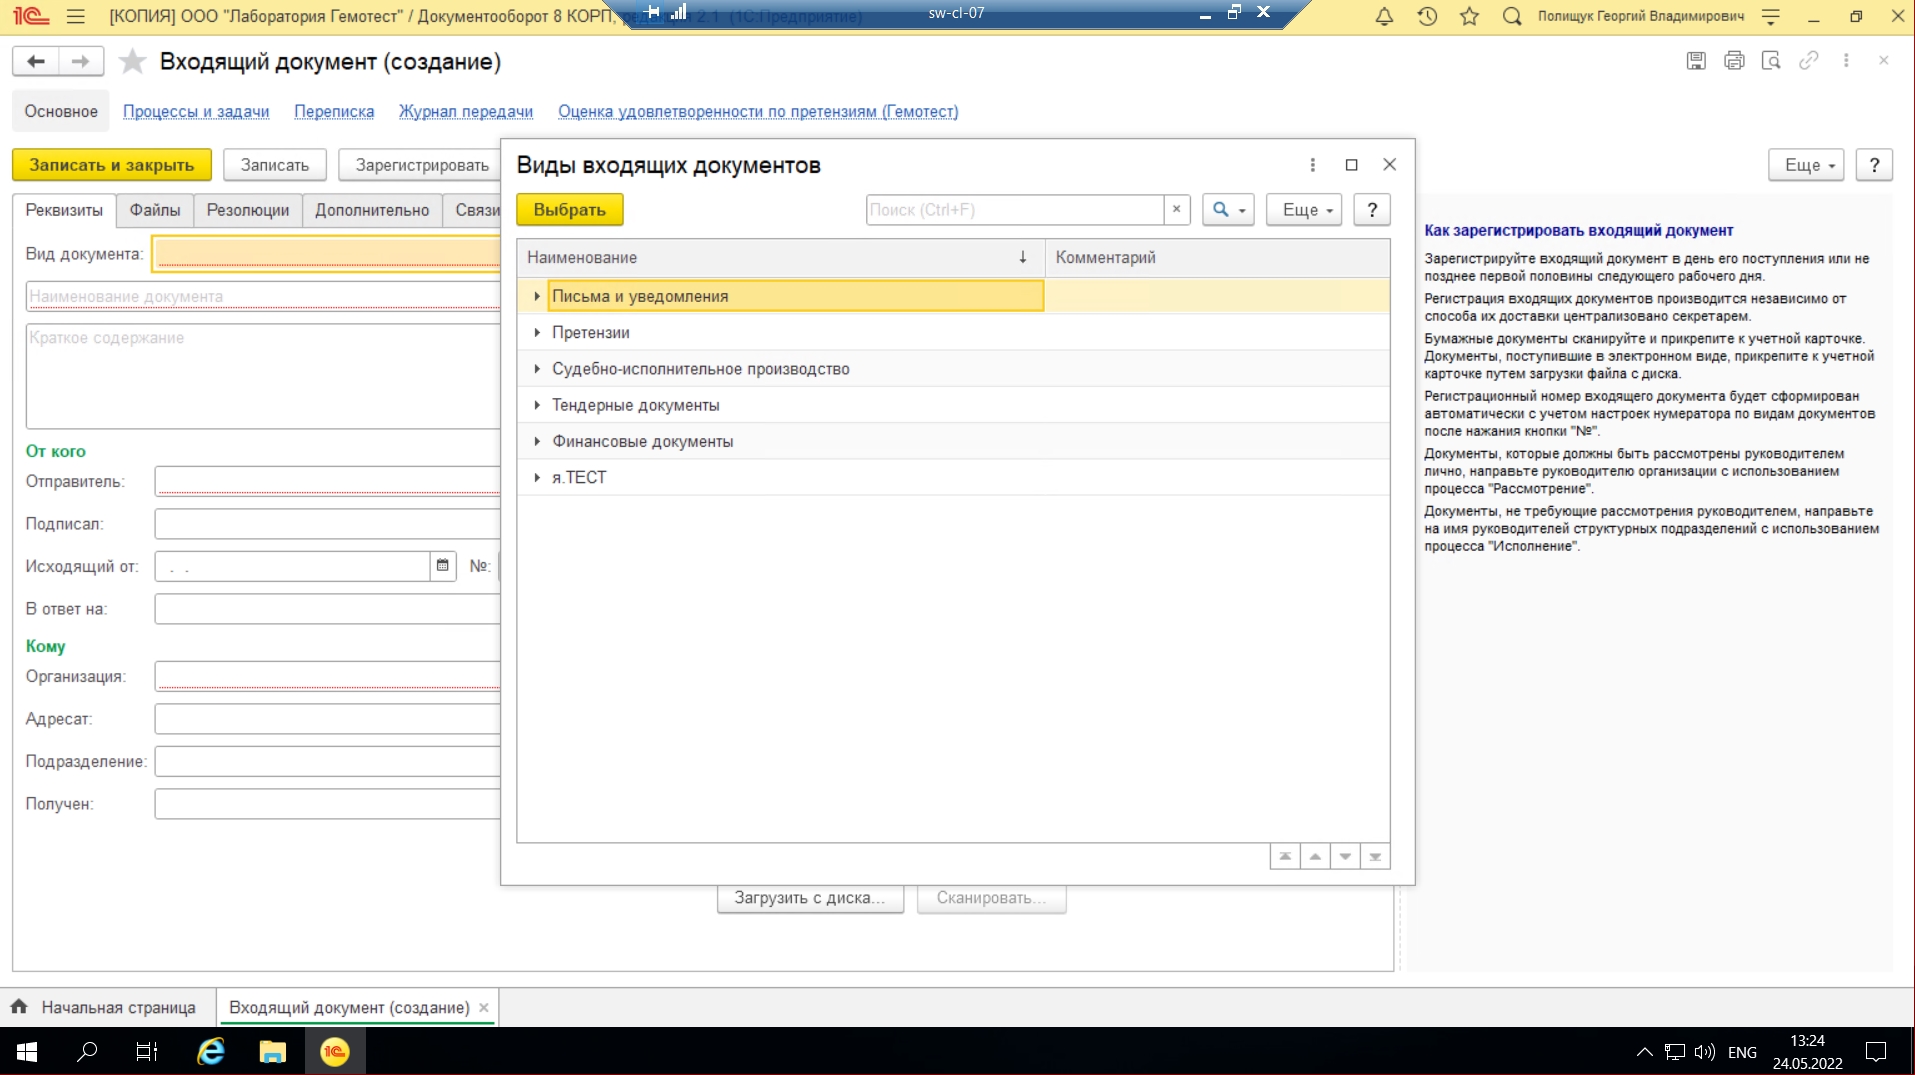 [КОПИЯ] ООО "Лаборатория Гемотест" / Документооборот 8 КОРП, редакция 2.1 (1С:Предприятие)
sw-cl-07
Полищук Георгий Владимирович
Входящий документ (создание)
Основное Процессы и задачи Переписка Журнал передачи Оценка удовлетворенности по претензиям (Гемотест)
Записать и закрыть Записать Зарегистрировать
Еще ?
Реквизиты Файлы Резолюции Дополнительно Связи
Вид документа:
Наименование документа
Краткое содержание
От кого
Отправитель:
Подписал:
Исходящий от: . . №:
В ответ на:
Кому
Организация:
Адресат:
Подразделение:
Получен:
Виды входящих документов
Выбрать Поиск (Ctrl+F) × Еще ?
Наименование ↓ Комментарий
Письма и уведомления
Претензии
Судебно-исполнительное производство
Тендерные документы
Финансовые документы
я.ТЕСТ
Загрузить с диска... Сканировать...
Как зарегистрировать входящий документ
Зарегистрируйте входящий документ в день его поступления или не
позднее первой половины следующего рабочего дня.
Регистрация входящих документов производится независимо от
способа их доставки централизовано секретарем.
Бумажные документы сканируйте и прикрепите к учетной карточке.
Документы, поступившие в электронном виде, прикрепите к учетной
карточке путем загрузки файла с диска.
Регистрационный номер входящего документа будет сформирован
автоматически с учетом настроек нумератора по видам документов
после нажания кнопки "№".
Документы, которые должны быть рассмотрены руководителем
лично, направьте руководителю организации с использованием
процесса "Рассмотрение".
Документы, не требующие рассмотрения руководителем, направьте
на имя руководителей структурных подразделений с использованием
процесса "Исполнение".
Начальная страница Входящий документ (создание) ×
ENG
13:24
24.05.2022